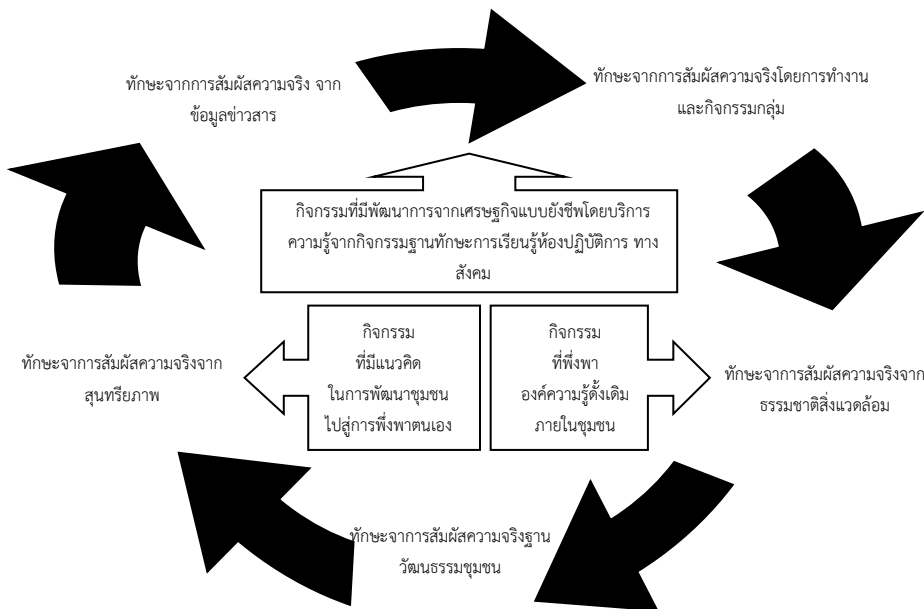 ทักษะจากการสัมผัสความจริง จาก
ข้อมูลข่าวสาร
ทักษะจากการสัมผัสความจริงโดยการทำงาน
และกิจกรรมกลุ่ม
กิจกรรมที่มีพัฒนาการจากเศรษฐกิจแบบยังชีพโดยบริการ
ความรู้จากกิจกรรมฐานทักษะการเรียนรู้ห้องปฏิบัติการ ทาง
สังคม
ทักษะจาการสัมผัสความจริงจาก
สุนทรียภาพ
กิจกรรม
ที่มีแนวคิด
ในการพัฒนาชุมชน
ไปสู่การพึ่งพาตนเอง
กิจกรรม
ที่พึ่งพา
องค์ความรู้ดั้งเดิม
ภายในชุมชน
ทักษะจาการสัมผัสความจริงจาก
ธรรมชาติสิ่งแวดล้อม
ทักษะจาการสัมผัสความจริงฐาน
วัฒนธรรมชุมชน